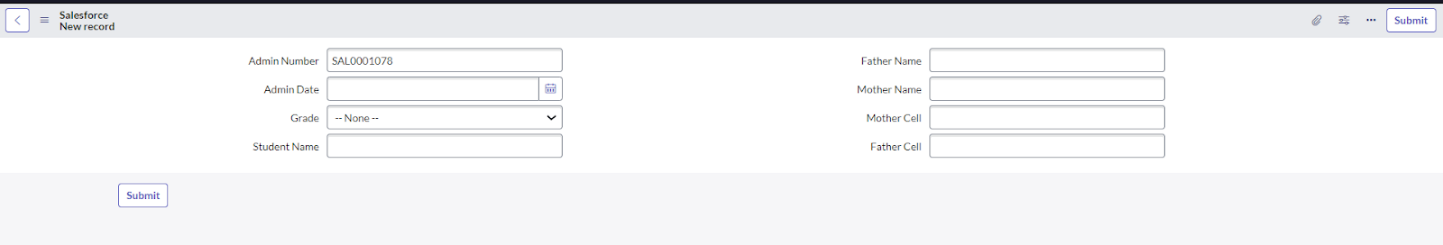 Salesforce
New record
Submit
Admin Number SAL0001078
Admin Date
Grade -- None --
Student Name
Father Name
Mother Name
Mother Cell
Father Cell
Submit